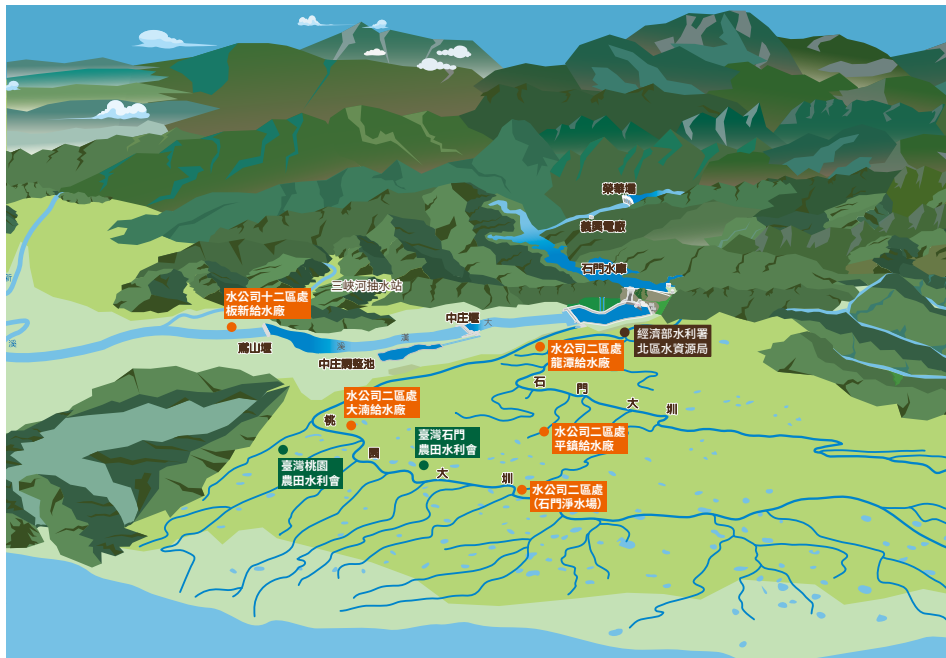 榮華壩
義興電廠
石門水庫
三峽河抽水站
新
水公司十二區處
板新給水廠
中庄堰
大
漢
溪
溪
鳶山堰
中庄調整池
經濟部水利署
北區水資源局
水公司二區處
龍潭給水廠
石
門
大
圳
水公司二區處
大湳給水廠
桃
園
大
圳
水公司二區處
平鎮給水廠
臺灣石門
農田水利會
臺灣桃園
農田水利會
水公司二區處
(石門淨水場)